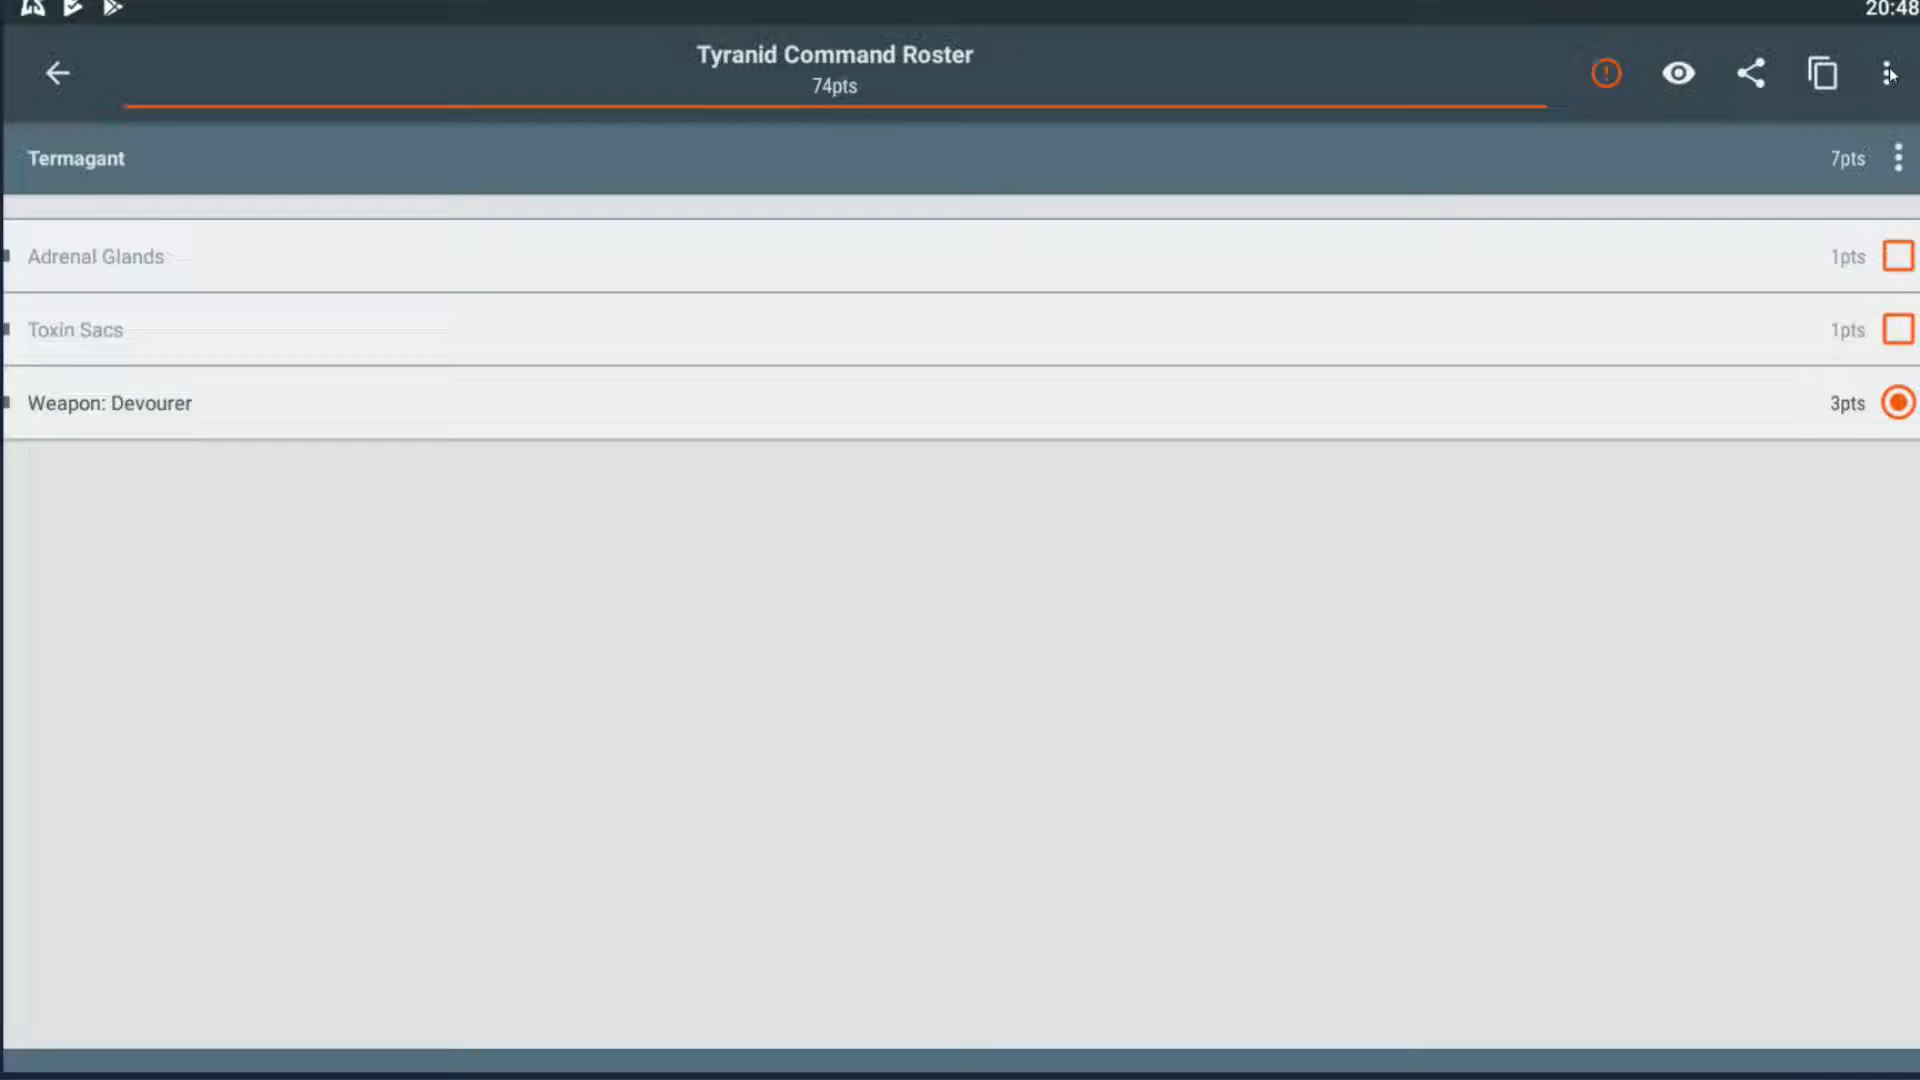 20:48
Tyranid Command Roster
74pts
Termagant 7pts
Adrenal Glands 1pts
Toxin Sacs 1pts
Weapon: Devourer 3pts